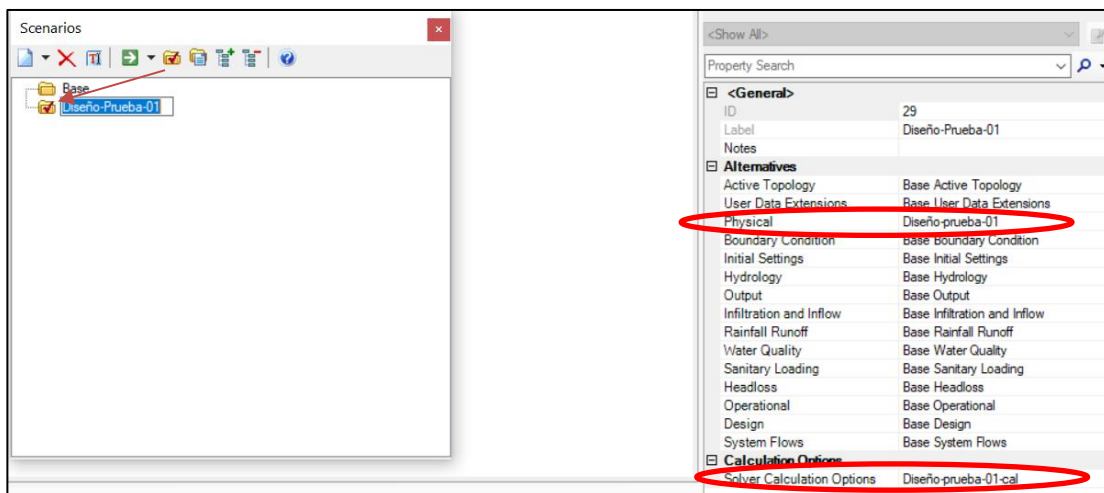 Scenarios
Base
Diseño-Prueba-01
<Show All>
Property Search
<General>
ID 29
Label Diseño-Prueba-01
Notes
Alternatives
Active Topology Base Active Topology
User Data Extensions Base User Data Extensions
Physical Diseño-prueba-01
Boundary Condition Base Boundary Condition
Initial Settings Base Initial Settings
Hydrology Base Hydrology
Output Base Output
Infiltration and Inflow Base Infiltration and Inflow
Rainfall Runoff Base Rainfall Runoff
Water Quality Base Water Quality
Sanitary Loading Base Sanitary Loading
Headloss Base Headloss
Operational Base Operational
Design Base Design
System Flows Base System Flows
Calculation Options
Solver Calculation Options Diseño-prueba-01-cal